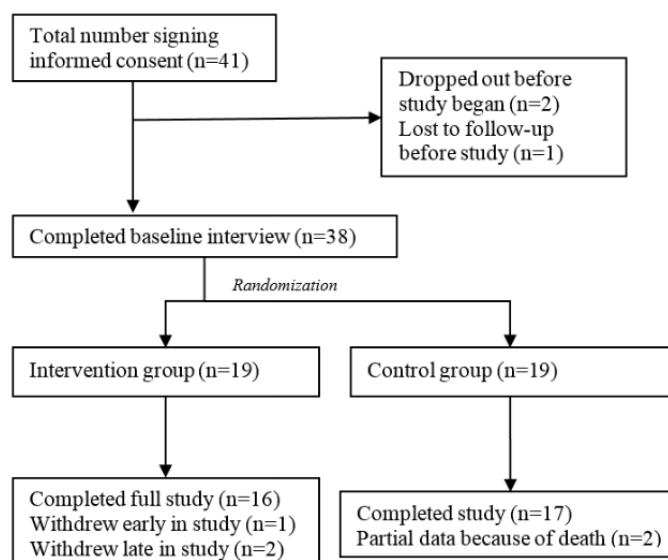 Total number signing
informed consent (n=41)
Dropped out before
study began (n=2)
Lost to follow-up
before study (n=1)
Completed baseline interview (n=38)
Randomization
Intervention group (n=19)
Control group (n=19)
Completed full study (n=16)
Withdrew early in study (n=1)
Withdrew late in study (n=2)
Completed study (n=17)
Partial data because of death (n=2)